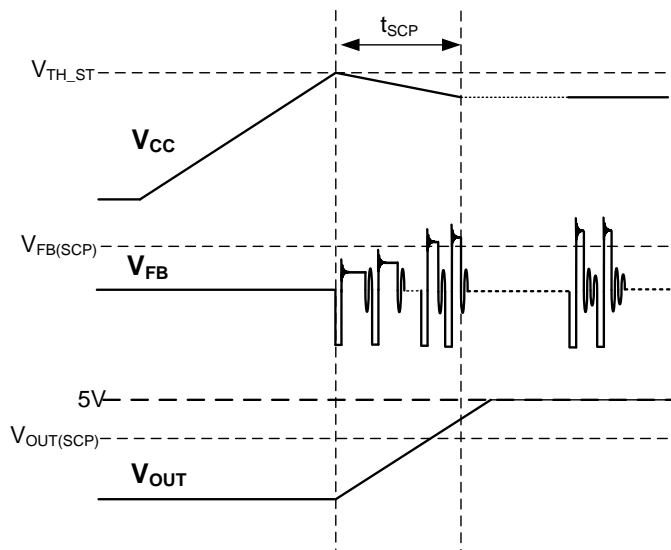 tSCP
VTH_ST
VCC
VFB(SCP)
VFB
5V
VOUT(SCP)
VOUT